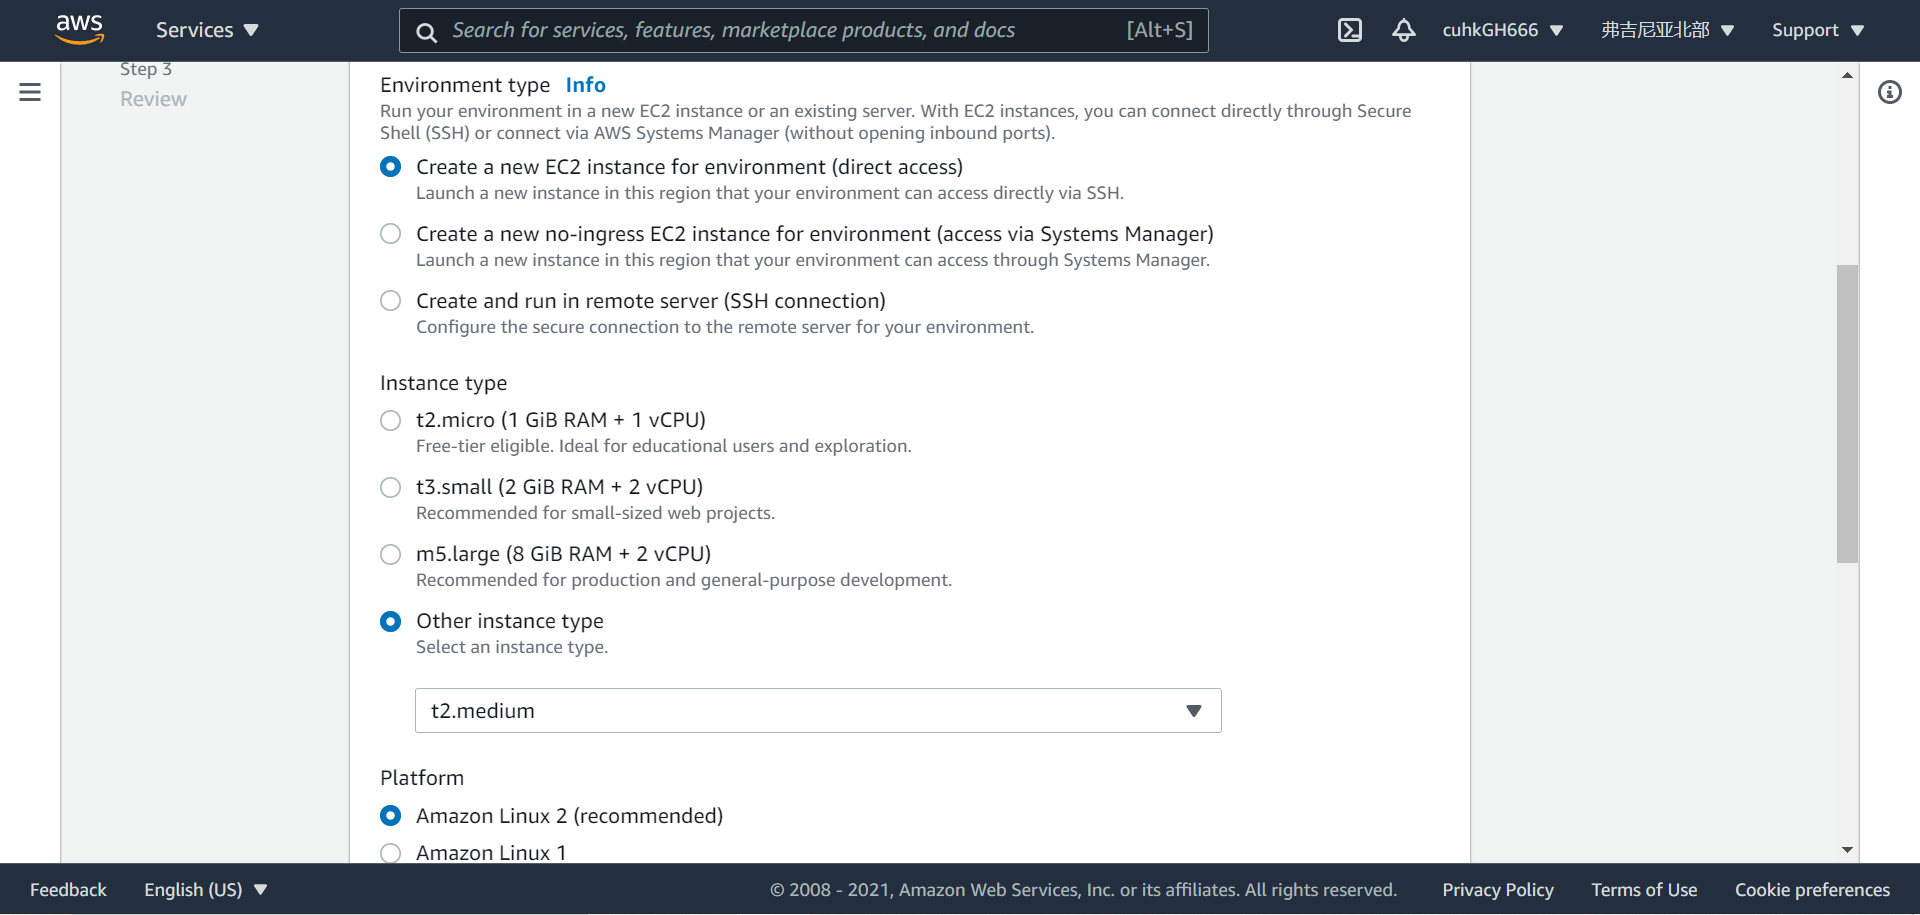 aws
Services
Search for services, features, marketplace products, and docs
[Alt+S]
cuhkGH666
弗吉尼亚北部
Support
Step 3
Review
Environment type Info
Run your environment in a new EC2 instance or an existing server. With EC2 instances, you can connect directly through Secure
Shell (SSH) or connect via AWS Systems Manager (without opening inbound ports).
Create a new EC2 instance for environment (direct access)
Launch a new instance in this region that your environment can access directly via SSH.
Create a new no-ingress EC2 instance for environment (access via Systems Manager)
Launch a new instance in this region that your environment can access through Systems Manager.
Create and run in remote server (SSH connection)
Configure the secure connection to the remote server for your environment.
Instance type
t2.micro (1 GiB RAM + 1 vCPU)
Free-tier eligible. Ideal for educational users and exploration.
t3.small (2 GiB RAM + 2 vCPU)
Recommended for small-sized web projects.
m5.large (8 GiB RAM + 2 vCPU)
Recommended for production and general-purpose development.
Other instance type
Select an instance type.
t2.medium
Platform
Amazon Linux 2 (recommended)
Amazon Linux 1
Feedback
English (US)
© 2008 - 2021, Amazon Web Services, Inc. or its affiliates. All rights reserved.
Privacy Policy
Terms of Use
Cookie preferences